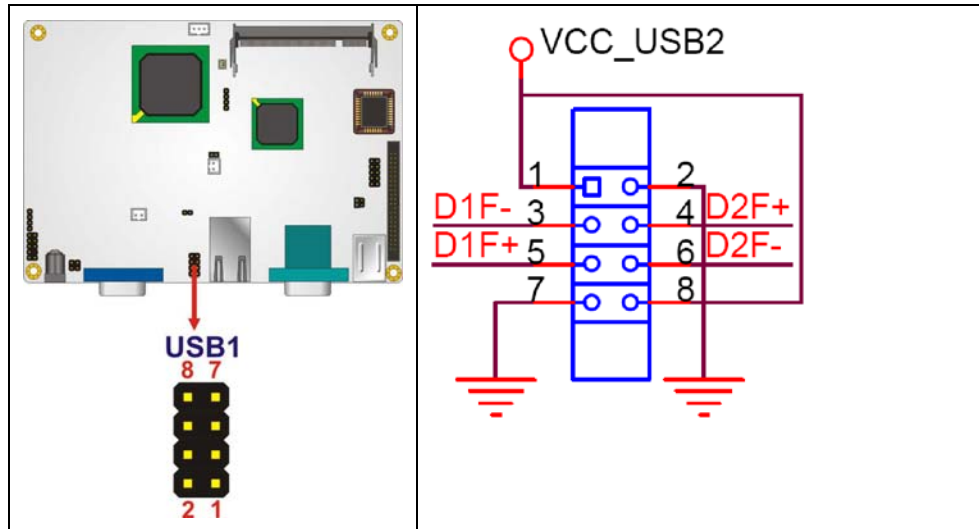 USB1
8 7
2 1
VCC_USB2
1 2
D1F- 3 4 D2F+
D1F+ 5 6 D2F-
7 8